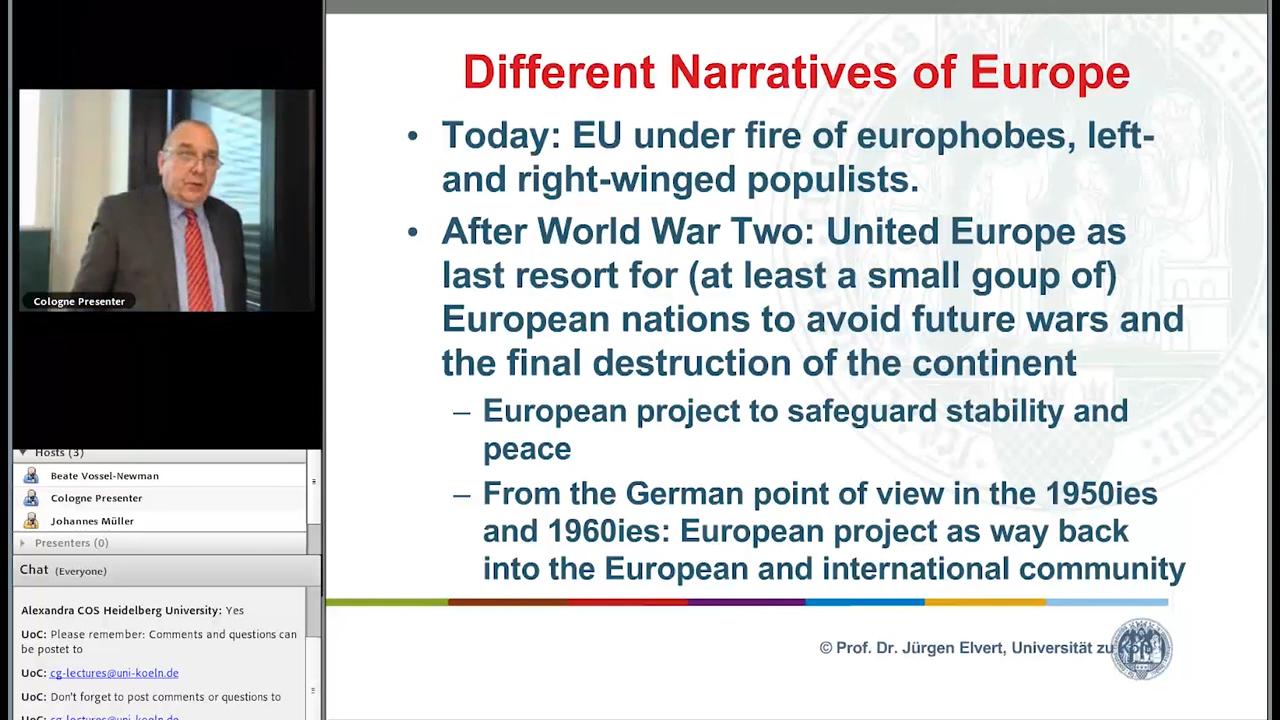 Different Narratives of Europe
• Today: EU under fire of europhobes, left-
and right-winged populists.
• After World War Two: United Europe as
last resort for (at least a small goup of)
European nations to avoid future wars and
the final destruction of the continent
– European project to safeguard stability and
peace
– From the German point of view in the 1950ies
and 1960ies: European project as way back
into the European and international community
© Prof. Dr. Jürgen Elvert, Universität zu
Cologne Presenter
Hosts (3)
Beate Vossel-Newman
Cologne Presenter
Johannes Müller
Presenters (0)
Chat (Everyone)
Alexandra COS Heidelberg University: Yes
UoC: Please remember: Comments and questions can
be postet to
UoC: cg-lectures@uni-koeln.de
UoC: Don't forget to post comments or questions to
UoC: cg-lectures@uni-koeln.de